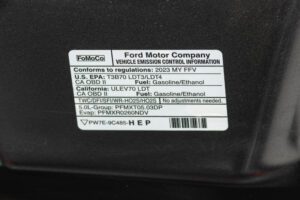 FoMoCo
Ford Motor Company
VEHICLE EMISSION CONTROL INFORMATION
Conforms to regulations: 2023 MY FFV
U.S. EPA: T3B70 LDT3/LDT4
CA OBD II Fuel: Gasoline/Ethanol
California: ULEV70 LDT
CA OBD II Fuel: Gasoline/Ethanol
TWC/DFI/SFI/WR-HO2S/HO2S No adjustments needed.
5.0L-Group: PFMXT05.03DP
Evap: PFMXR0260NDV
PW7E-9C485-HEP